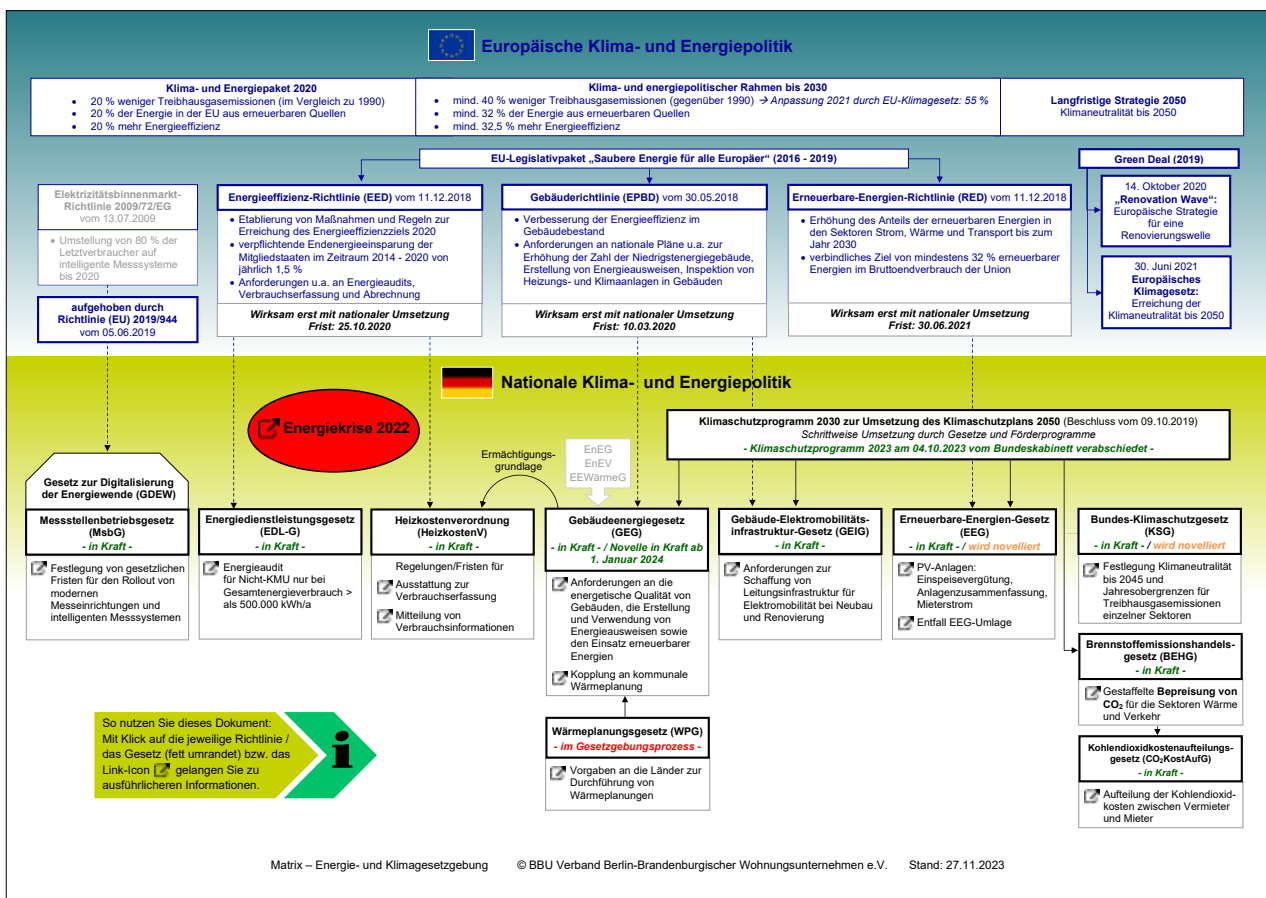 Europäische Klima- und Energiepolitik
Klima- und Energiepaket 2020
• 20 % weniger Treibhausgasemissionen (im Vergleich zu 1990)
• 20 % der Energie in der EU aus erneuerbaren Quellen
• 20 % mehr Energieeffizienz
Klima- und energiepolitischer Rahmen bis 2030
• mind. 40 % weniger Treibhausgasemissionen (gegenüber 1990) → Anpassung 2021 durch EU-Klimagesetz: 55 %
• mind. 32 % der Energie aus erneuerbaren Quellen
• mind. 32,5 % mehr Energieeffizienz
Langfristige Strategie 2050
Klimaneutralität bis 2050
EU-Legislativpaket „Saubere Energie für alle Europäer“ (2016 - 2019)
Green Deal (2019)
Elektrizitätsbinnenmarkt-
Richtlinie 2009/72/EG
vom 13.07.2009
• Umstellung von 80 % der
Letztverbraucher auf
intelligente Messsysteme
bis 2020
aufgehoben durch
Richtlinie (EU) 2019/944
vom 05.06.2019
Energieeffizienz-Richtlinie (EED) vom 11.12.2018
• Etablierung von Maßnahmen und Regeln zur
Erreichung des Energieeffizienzziels 2020
• verpflichtende Endenergieeinsparung der
Mitgliedstaaten im Zeitraum 2014 - 2020 von
jährlich 1,5 %
• Anforderungen u.a. an Energieaudits,
Verbrauchserfassung und Abrechnung
Wirksam erst mit nationaler Umsetzung
Frist: 25.10.2020
Gebäuderichtlinie (EPBD) vom 30.05.2018
• Verbesserung der Energieeffizienz im
Gebäudebestand
• Anforderungen an nationale Pläne u.a. zur
Erhöhung der Zahl der Niedrigstenergiegebäude,
Erstellung von Energieausweisen, Inspektion von
Heizungs- und Klimaanlagen in Gebäuden
Wirksam erst mit nationaler Umsetzung
Frist: 10.03.2020
Erneuerbare-Energien-Richtlinie (RED) vom 11.12.2018
• Erhöhung des Anteils der erneuerbaren Energien in
den Sektoren Strom, Wärme und Transport bis zum
Jahr 2030
• verbindliches Ziel von mindestens 32 % erneuerbarer
Energien im Bruttoendverbrauch der Union
Wirksam erst mit nationaler Umsetzung
Frist: 30.06.2021
14. Oktober 2020
„Renovation Wave“:
Europäische Strategie
für eine
Renovierungswelle
30. Juni 2021
Europäisches
Klimagesetz:
Erreichung der
Klimaneutralität bis 2050
Nationale Klima- und Energiepolitik
Energiekrise 2022
Klimaschutzprogramm 2030 zur Umsetzung des Klimaschutzplans 2050 (Beschluss vom 09.10.2019)
Schrittweise Umsetzung durch Gesetze und Förderprogramme
- Klimaschutzprogramm 2023 am 04.10.2023 vom Bundeskabinett verabschiedet -
Ermächtigungs-
grundlage
EnEG
EnEV
EEWärmeG
Gesetz zur Digitalisierung
der Energiewende (GDEW)
Messstellenbetriebsgesetz
(MsbG)
- in Kraft -
Festlegung von gesetzlichen
Fristen für den Rollout von
modernen
Messeinrichtungen und
intelligenten Messsystemen
Energiedienstleistungsgesetz
(EDL-G)
- in Kraft -
Energieaudit
für Nicht-KMU nur bei
Gesamtenergieverbrauch >
als 500.000 kWh/a
Heizkostenverordnung
(HeizkostenV)
- in Kraft -
Regelungen/Fristen für
Ausstattung zur
Verbrauchserfassung
Mitteilung von
Verbrauchsinformationen
Gebäudeenergiegesetz
(GEG)
- in Kraft - / Novelle in Kraft ab
1. Januar 2024
Anforderungen an die
energetische Qualität von
Gebäuden, die Erstellung
und Verwendung von
Energieausweisen sowie
den Einsatz erneuerbarer
Energien
Kopplung an kommunale
Wärmeplanung
Wärmeplanungsgesetz (WPG)
- im Gesetzgebungsprozess -
Vorgaben an die Länder zur
Durchführung von
Wärmeplanungen
Gebäude-Elektromobilitäts-
infrastruktur-Gesetz (GEIG)
- in Kraft -
Anforderungen zur
Schaffung von
Leitungsinfrastruktur für
Elektromobilität bei Neubau
und Renovierung
Erneuerbare-Energien-Gesetz
(EEG)
- in Kraft - / wird novelliert
PV-Anlagen:
Einspeisevergütung,
Anlagenzusammenfassung,
Mieterstrom
Entfall EEG-Umlage
Bundes-Klimaschutzgesetz
(KSG)
- in Kraft - / wird novelliert
Festlegung Klimaneutralität
bis 2045 und
Jahresobergrenzen für
Treibhausgasemissionen
einzelner Sektoren
Brennstoffemissionshandels-
gesetz (BEHG)
- in Kraft -
Gestaffelte Bepreisung von
CO₂ für die Sektoren Wärme
und Verkehr
Kohlendioxidkostenaufteilungs-
gesetz (CO₂KostAufG)
- in Kraft -
Aufteilung der Kohlendioxid-
kosten zwischen Vermieter
und Mieter
So nutzen Sie dieses Dokument:
Mit Klick auf die jeweilige Richtlinie /
das Gesetz (fett umrandet) bzw. das
Link-Icon gelangen Sie zu
ausführlicheren Informationen.
i
Matrix – Energie- und Klimagesetzgebung © BBU Verband Berlin-Brandenburgischer Wohnungsunternehmen e.V. Stand: 27.11.2023